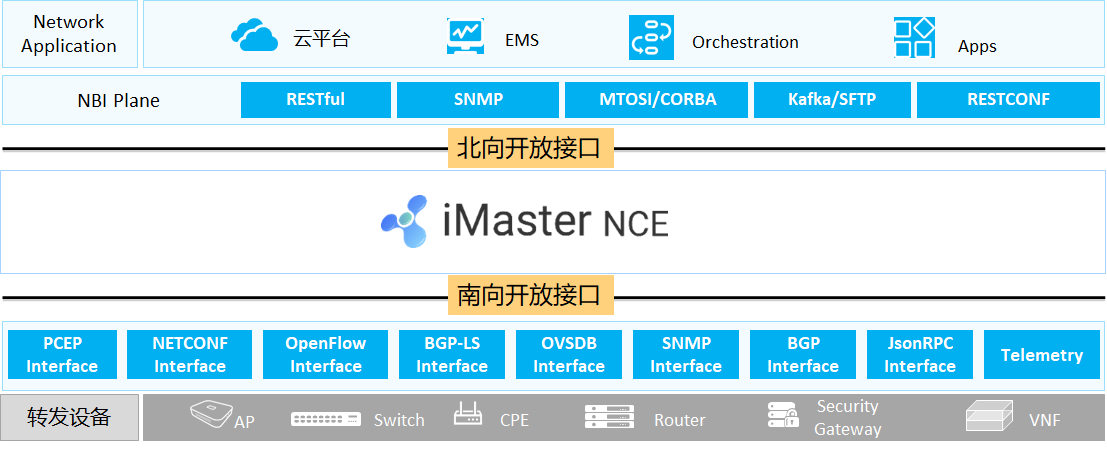 Network
Application
云平台
EMS
Orchestration
Apps
NBI Plane
RESTful
SNMP
MTOSI/CORBA
Kafka/SFTP
RESTCONF
北向开放接口
iMaster NCE
南向开放接口
PCEP
Interface
NETCONF
Interface
OpenFlow
Interface
BGP-LS
Interface
OVSDB
Interface
SNMP
Interface
BGP
Interface
JsonRPC
Interface
Telemetry
转发设备
AP
Switch
CPE
Router
Security
Gateway
VNF